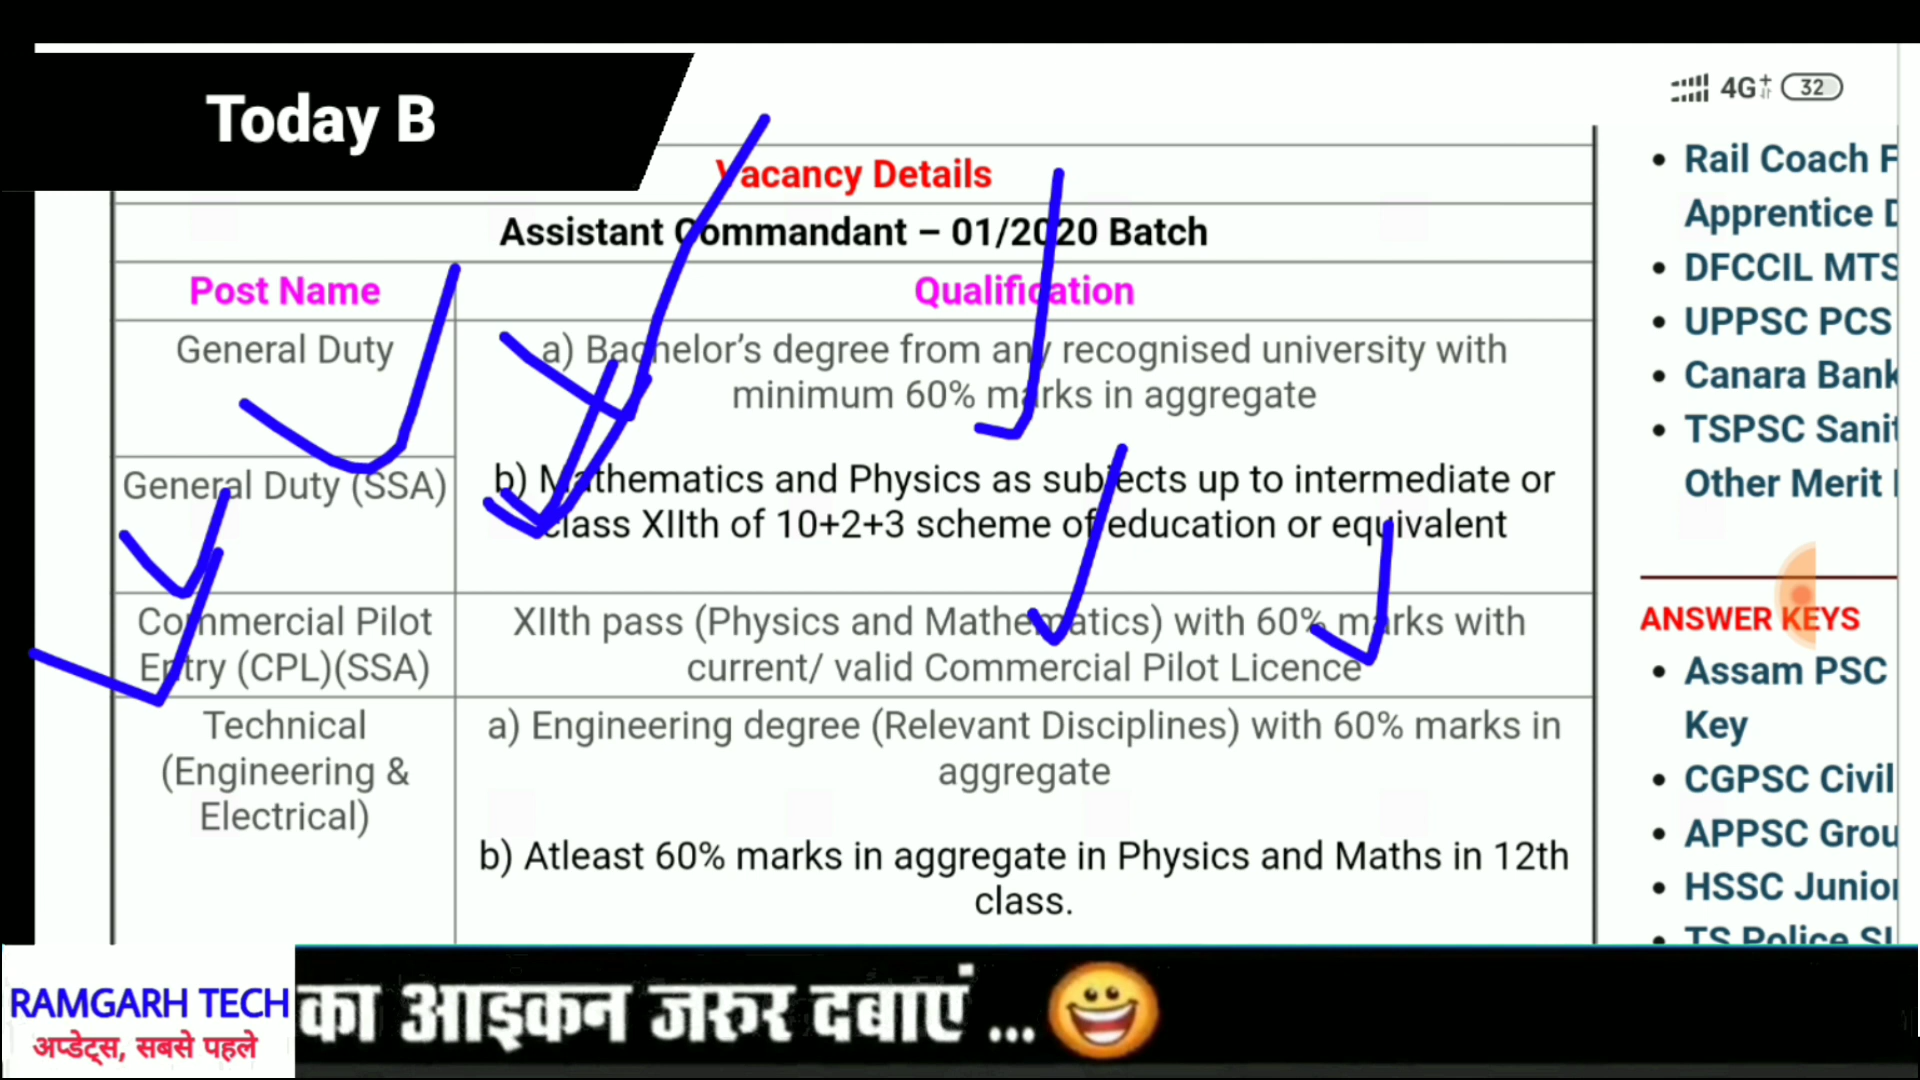 Today B
4G+ 32
Vacancy Details
Assistant Commandant – 01/2020 Batch
Post Name
Qualification
General Duty
a) Bachelor's degree from any recognised university with
minimum 60% marks in aggregate
General Duty (SSA)
b) Mathematics and Physics as subjects up to intermediate or
class XIIth of 10+2+3 scheme of education or equivalent
Commercial Pilot
Entry (CPL)(SSA)
XIIth pass (Physics and Mathematics) with 60% marks with
current/ valid Commercial Pilot Licence
Technical
(Engineering &
Electrical)
a) Engineering degree (Relevant Disciplines) with 60% marks in
aggregate
b) Atleast 60% marks in aggregate in Physics and Maths in 12th
class.
• Rail Coach F
Apprentice
• DFCCIL MTS
• UPPSC PCS
• Canara Bank
• TSPSC Sanit
Other Merit
ANSWER KEYS
• Assam PSC
Key
• CGPSC Civil
• APPSC Grou
• HSSC Junior
• TS Police SI
RAMGARH TECH
अप्डेट्स, सबसे पहले
का आइकन जरुर दबाएं ...